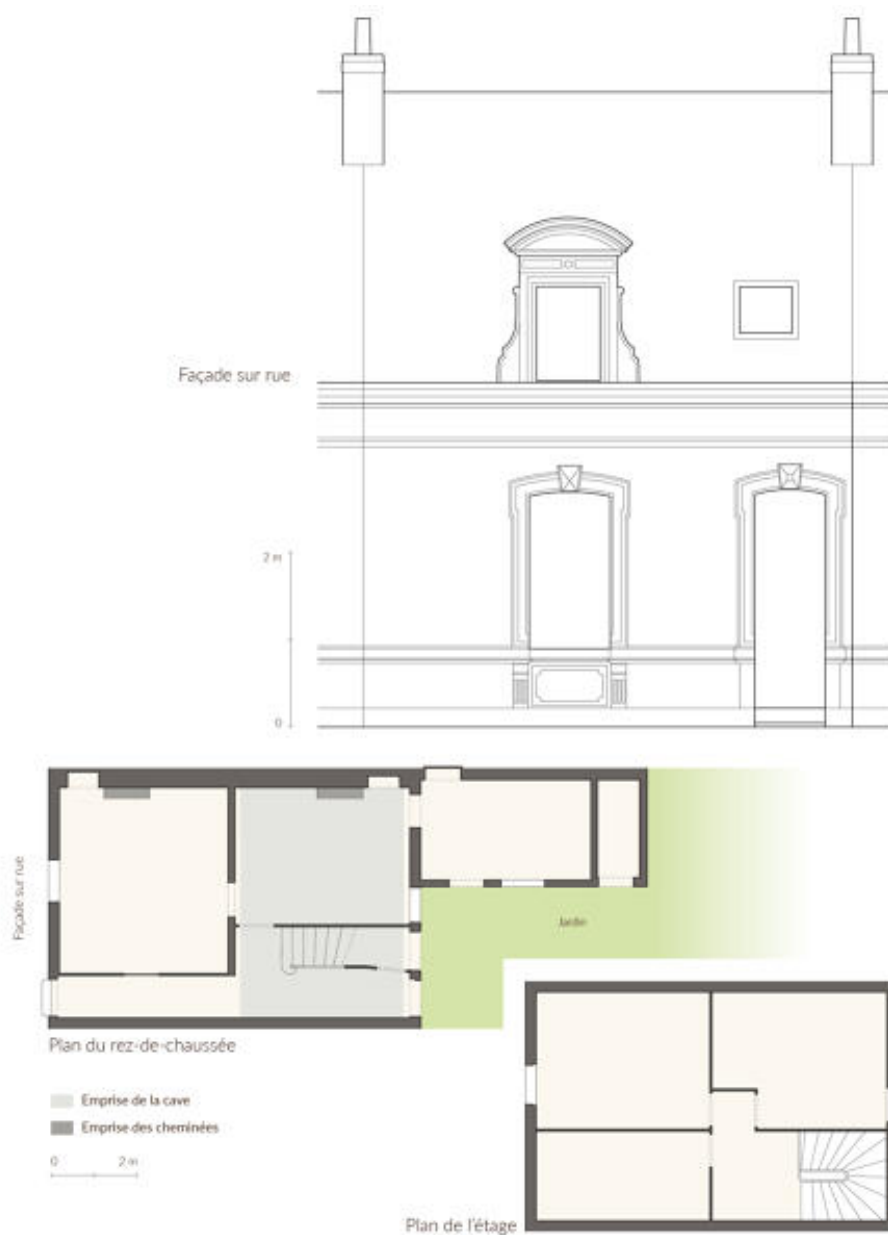 Façade sur rue
2 m
0
Façade sur rue
Jardin
Plan du rez-de-chaussée
Emprise de la cave
Emprise des cheminées
0 2 m
Plan de l'étage